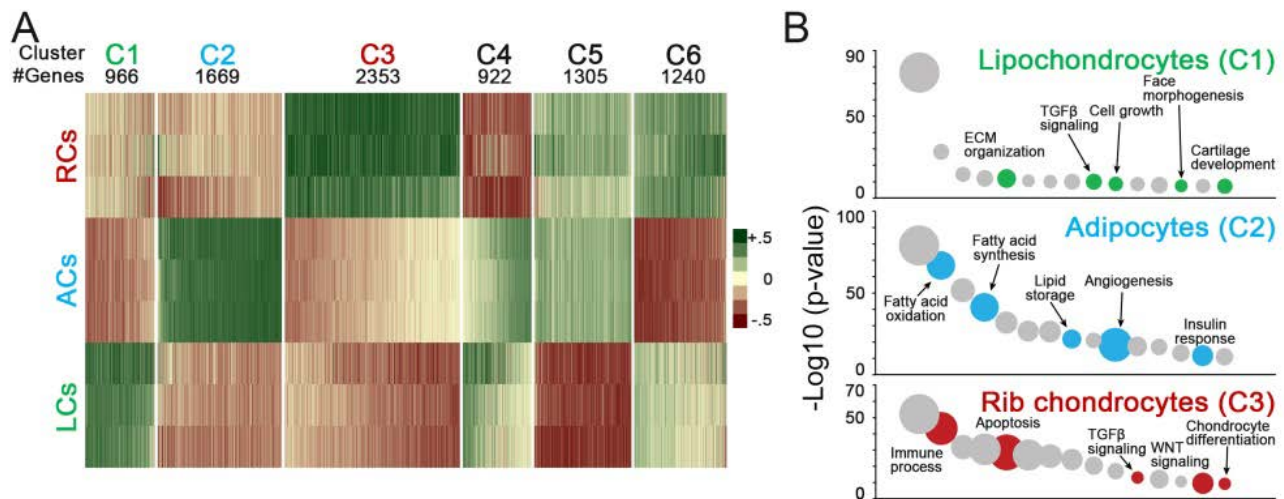 A
Cluster C1 C2 C3 C4 C5 C6
#Genes 966 1669 2353 922 1305 1240
RCs
ACs
LCs
+.5
0
-.5
B
-Log10 (p-value)
90
50
0
Lipochondrocytes (C1)
ECM
organization
TGFβ
signaling
Cell growth
Face
morphogenesis
Cartilage
development
100
50
0
Adipocytes (C2)
Fatty acid
oxidation
Fatty acid
synthesis
Lipid
storage
Angiogenesis
Insulin
response
70
50
0
Rib chondrocytes (C3)
Immune
process
Apoptosis
TGFβ
signaling
WNT
signaling
Chondrocyte
differentiation